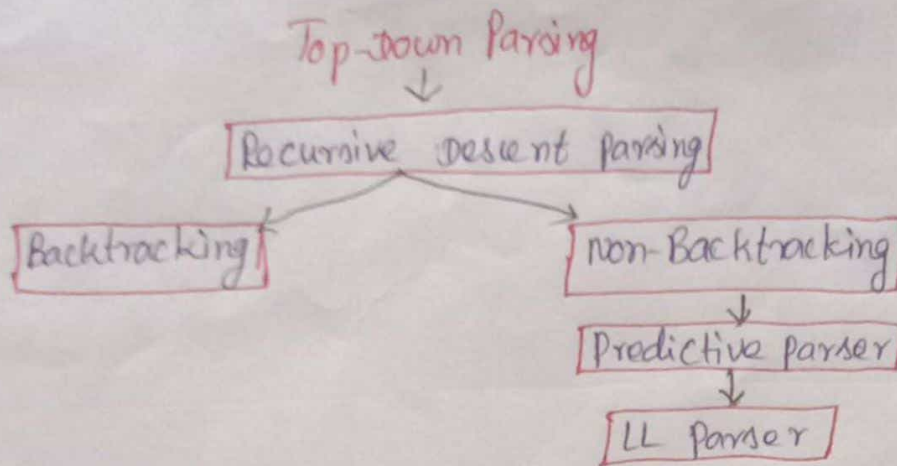 Top-Down Parsing
Recursive Descent Parsing
Backtracking
Non-Backtracking
Predictive parser
LL parser